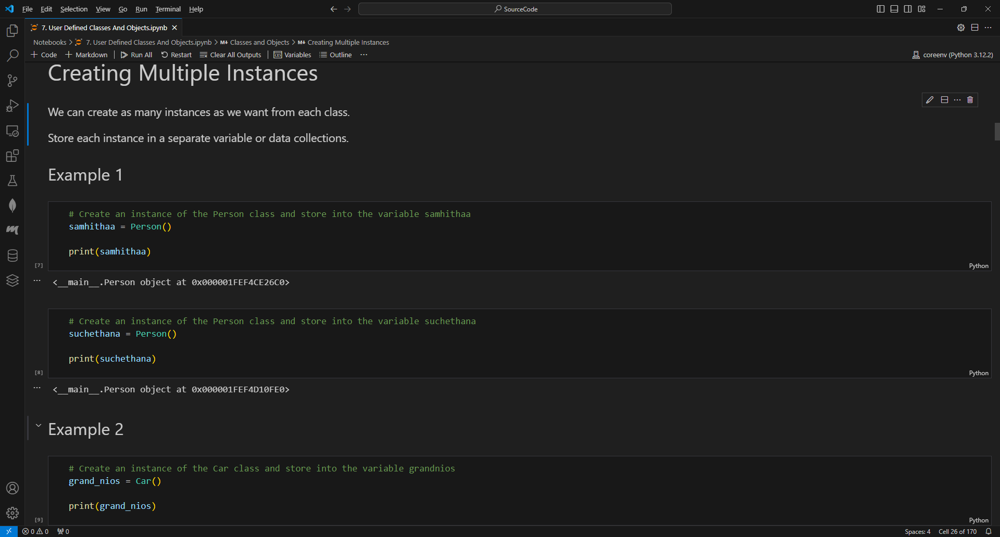 File Edit Selection View Go Run Terminal Help
SourceCode
7. User Defined Classes And Objects.ipynb
Notebooks > 7. User Defined Classes And Objects.ipynb > M↓ Classes and Objects > M↓ Creating Multiple Instances
+ Code + Markdown | Run All Restart Clear All Outputs | Variables Outline ...
coreenv (Python 3.12.2)
Creating Multiple Instances
We can create as many instances as we want from each class.
Store each instance in a separate variable or data collections.
Example 1
# Create an instance of the Person class and store into the variable samhithaa
samhithaa = Person()
print(samhithaa)
[7]
Python
<__main__.Person object at 0x000001FEF4CE26C0>
# Create an instance of the Person class and store into the variable suchethana
suchethana = Person()
print(suchethana)
[8]
Python
<__main__.Person object at 0x000001FEF4D10FE0>
Example 2
# Create an instance of the Car class and store into the variable grandnios
grand_nios = Car()
print(grand_nios)
[9]
Python
0 0 0
Spaces: 4 Cell 26 of 170